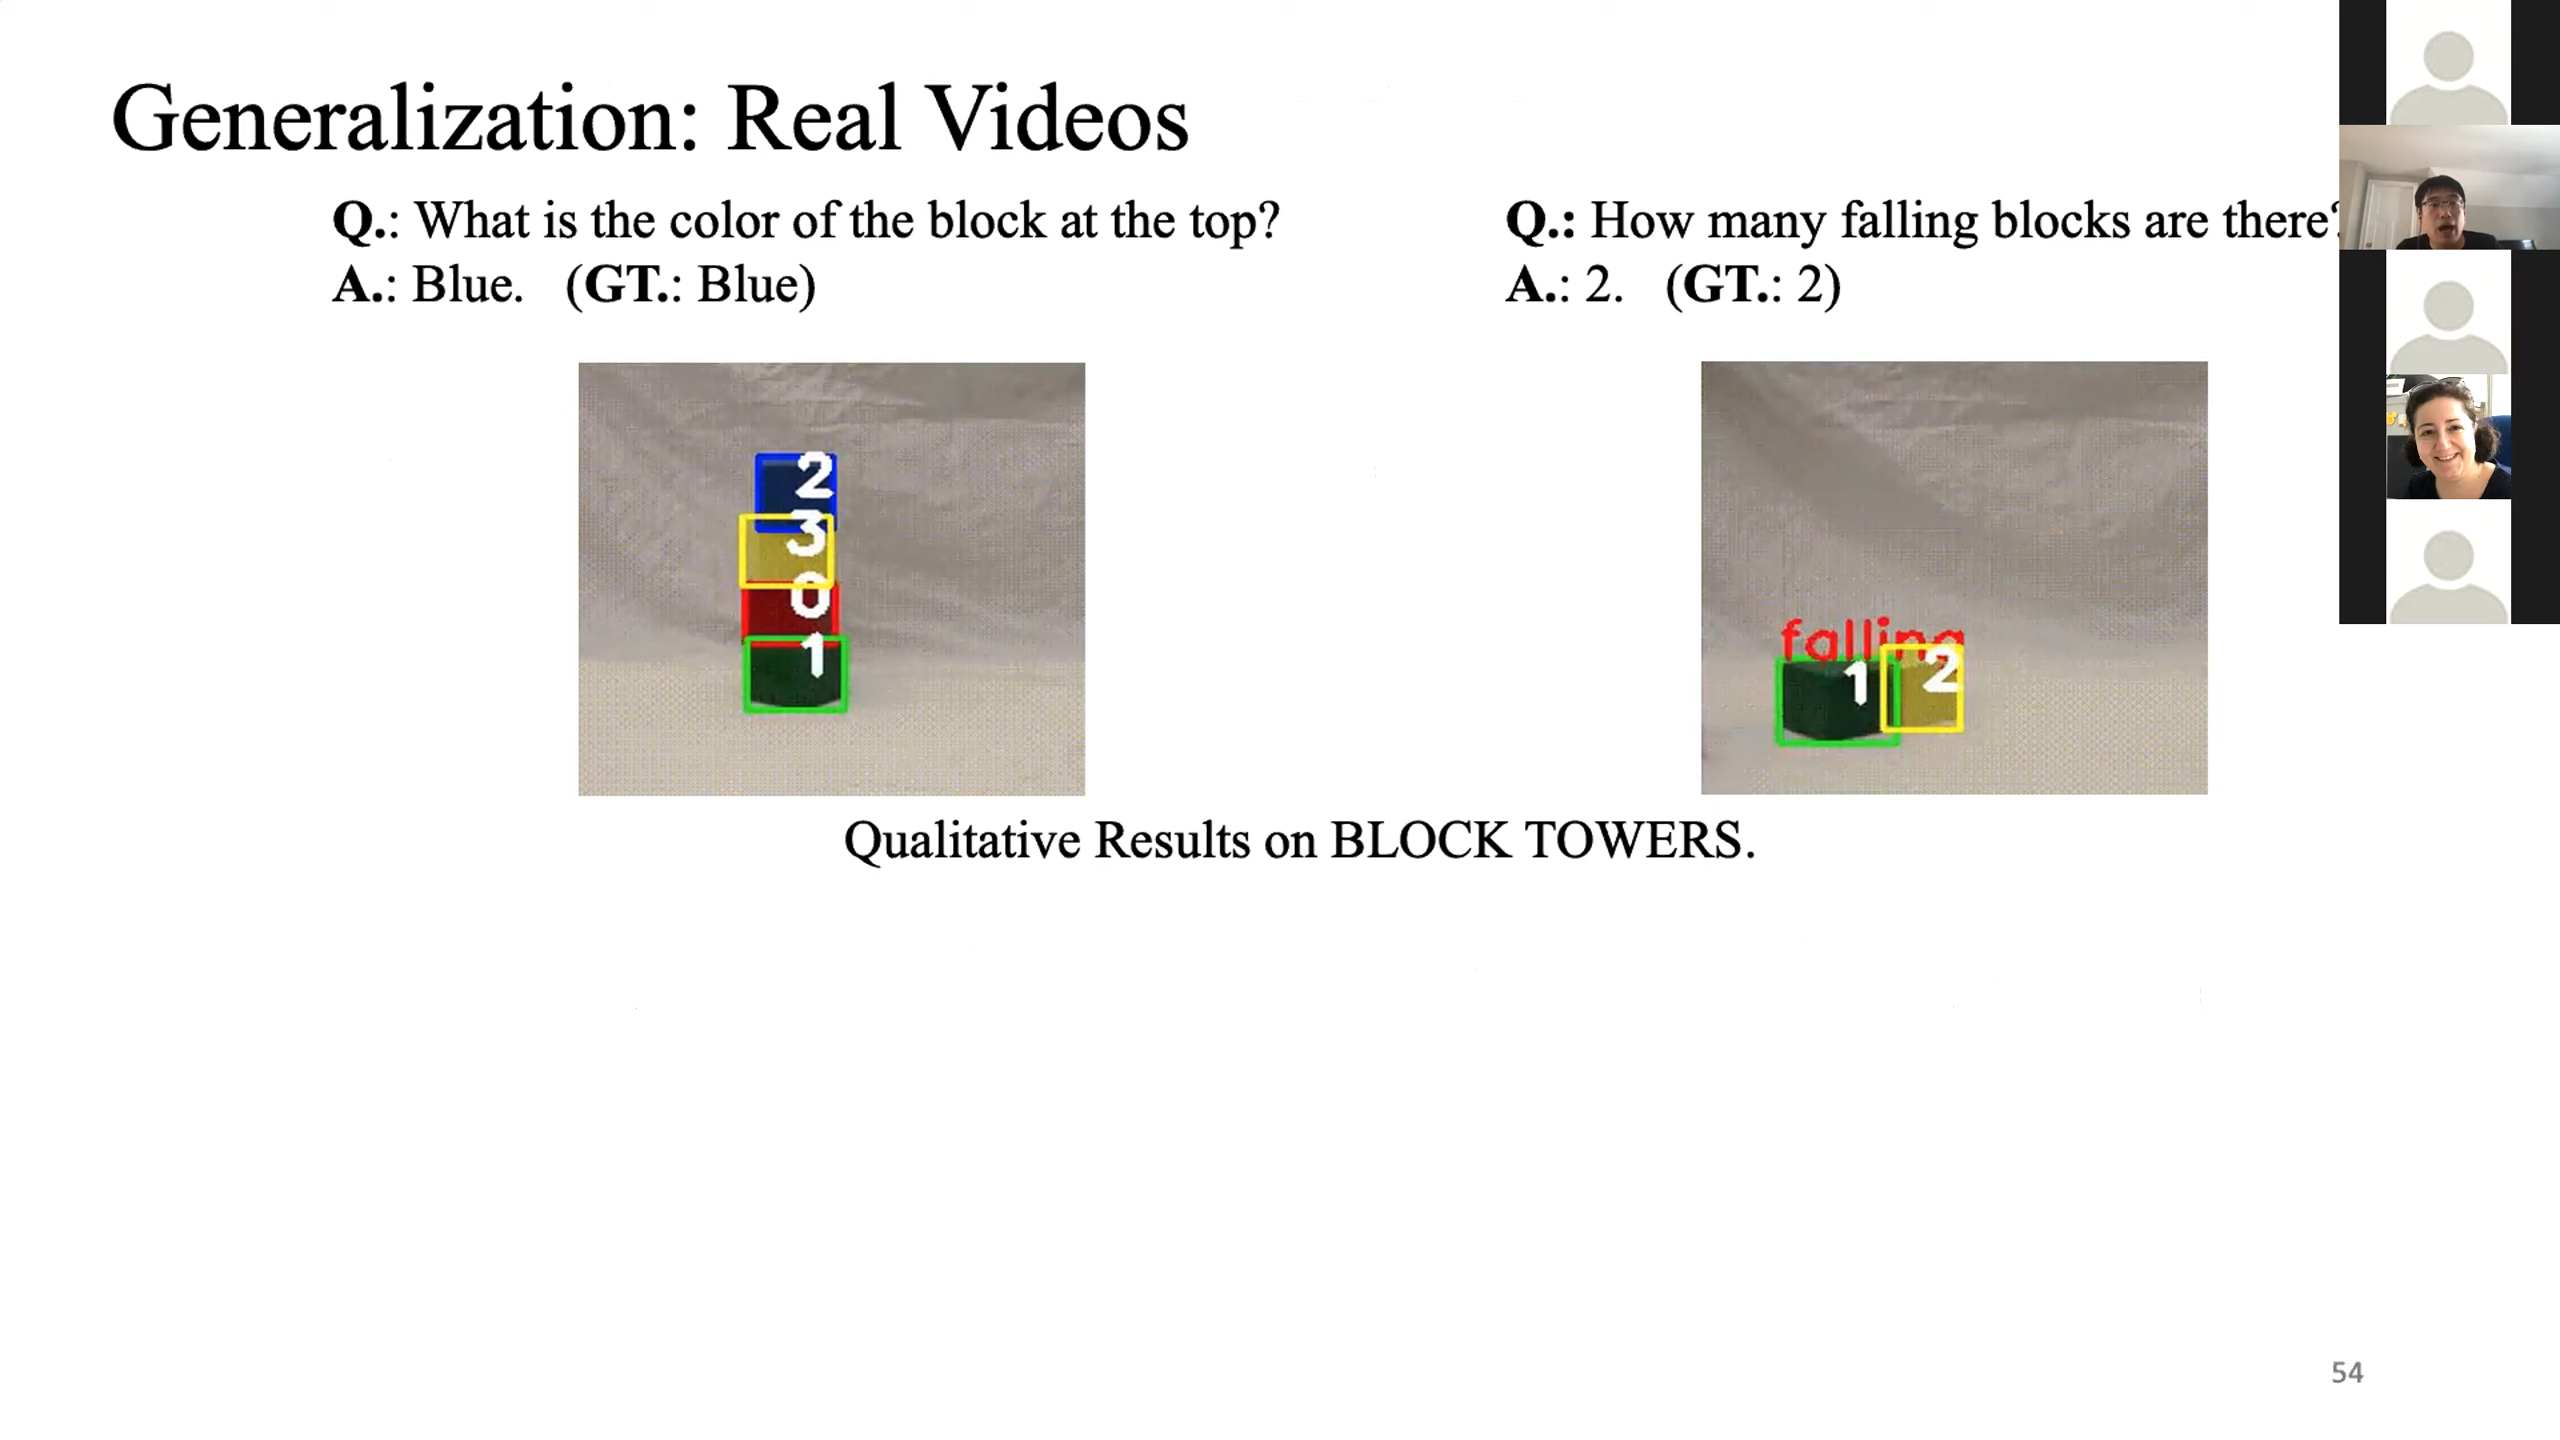 Generalization: Real Videos
Q.: What is the color of the block at the top?
A.: Blue. (GT.: Blue)
Q.: How many falling blocks are there?
A.: 2. (GT.: 2)
2
3
0
1
falling
1
2
Qualitative Results on BLOCK TOWERS.
54